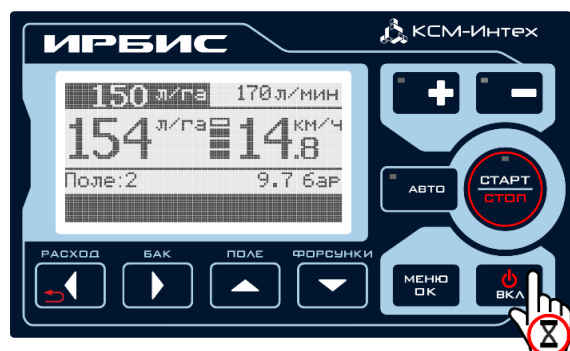 ИРБИС
КСМ-Интех
150 л/га 170 л/мин
154 л/га 14.8 км/ч
Поле:2 9.7 бар
АВТО
СТАРТ
СТОП
РАСХОД БАК ПОЛЕ ФОРСУНКИ
МЕНЮ
ОК
ВКЛ